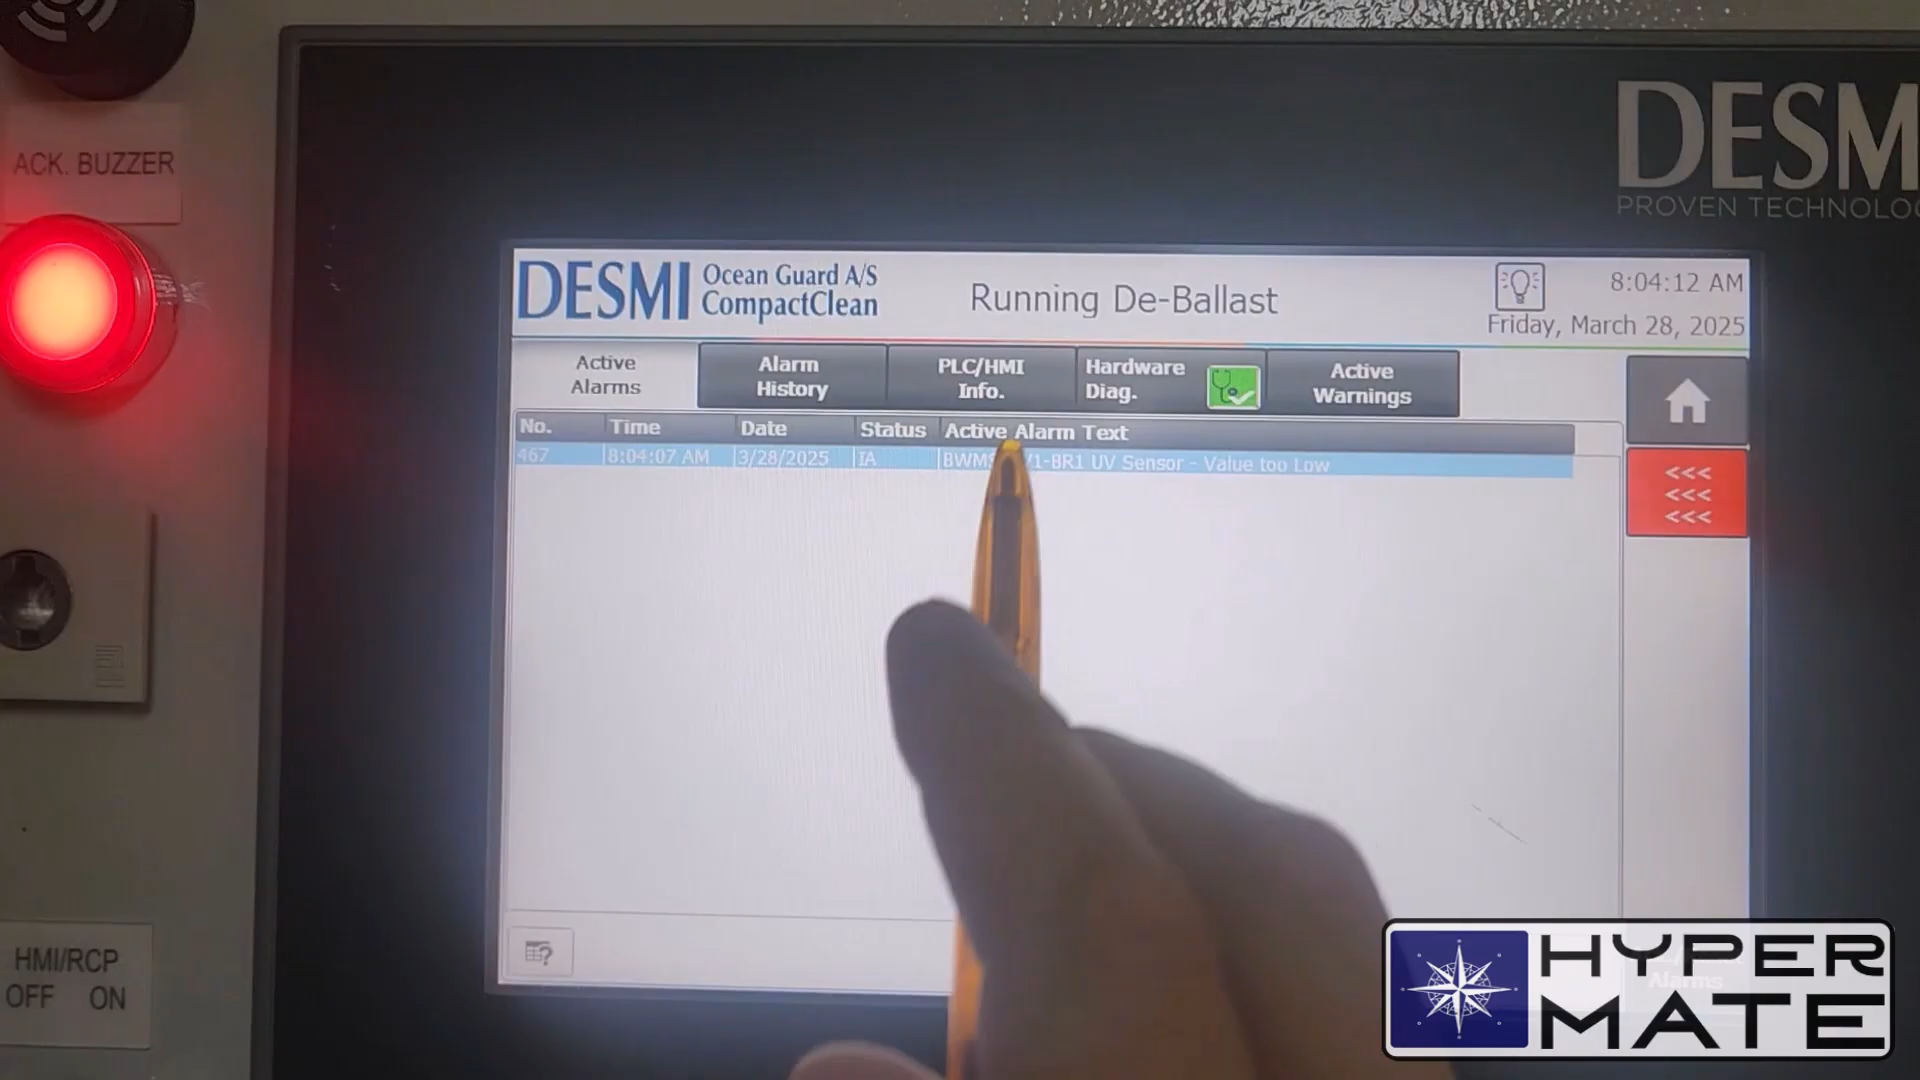 ACK. BUZZER
DESM
PROVEN TECHNOLO
DESMI Ocean Guard A/S
CompactClean
Running De-Ballast
8:04:12 AM
Friday, March 28, 2025
Active
Alarms
Alarm
History
PLC/HMI
Info.
Hardware
Diag.
Active
Warnings
No. Time Date Status Active Alarm Text
467 8:04:07 AM 3/28/2025 IA BWMS 1-BR1 UV Sensor - Value too Low
<<<
<<<
<<<
?
HMI/RCP
OFF ON
Alarms
HYPER
MATE